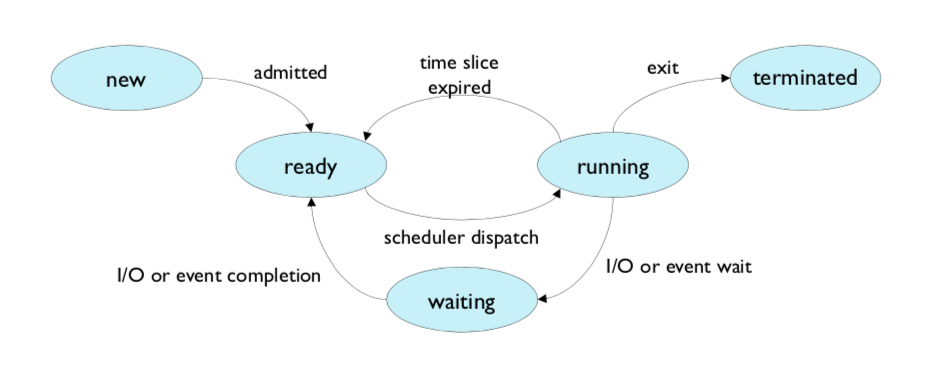 new
admitted
time slice
expired
exit
terminated
ready
running
scheduler dispatch
I/O or event completion
I/O or event wait
waiting